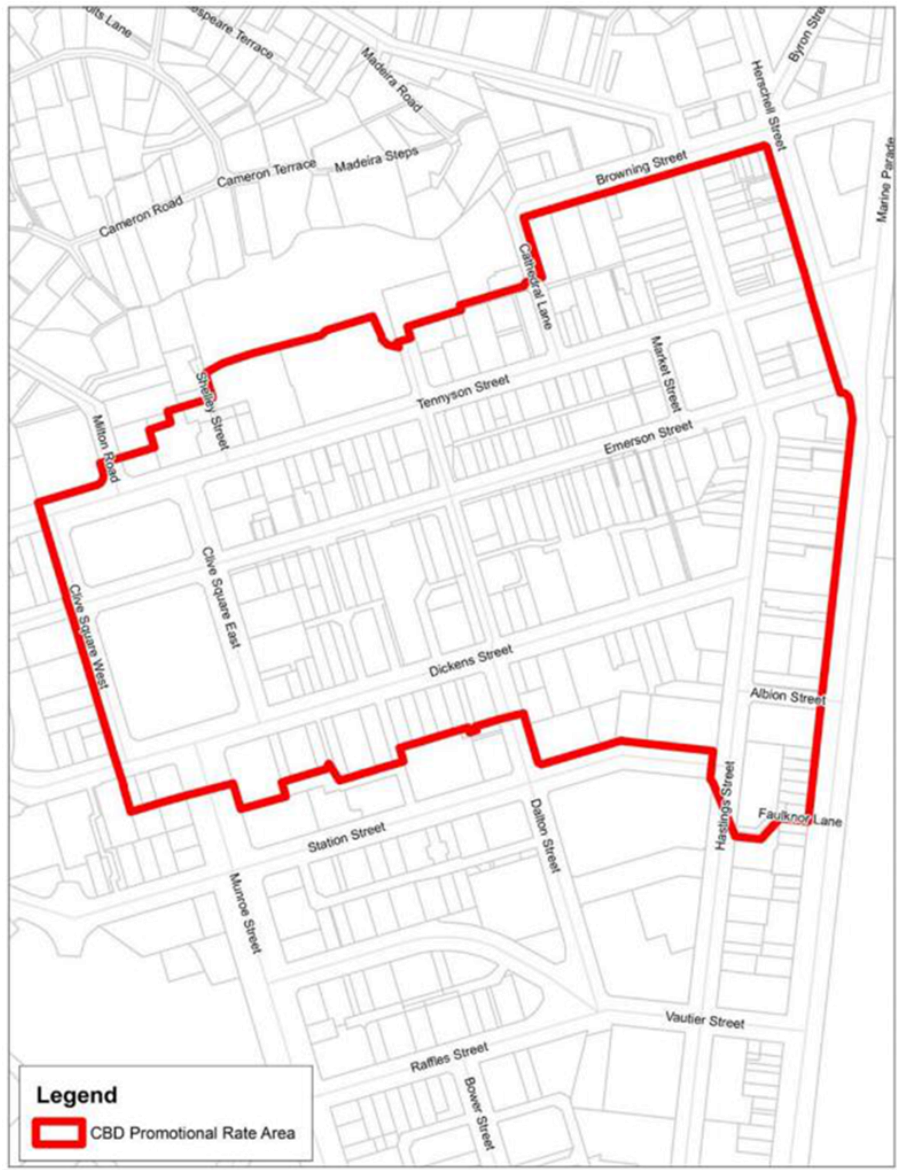 Terrace
Byron
Madeira Road
Herschell Street
Marine Parade
Browning Street
Madeira Steps
Cameron Terrace
Cameron Road
Cathedral Lane
Market Street
Tennyson Street
Shelley Street
Milton Road
Emerson Street
Clive Square East
Clive Square West
Dickens Street
Albion Street
Hastings Street
Faulknor Lane
Station Street
Dalton Street
Munroe Street
Vautier Street
Raffles Street
Bower Street
Legend
CBD Promotional Rate Area